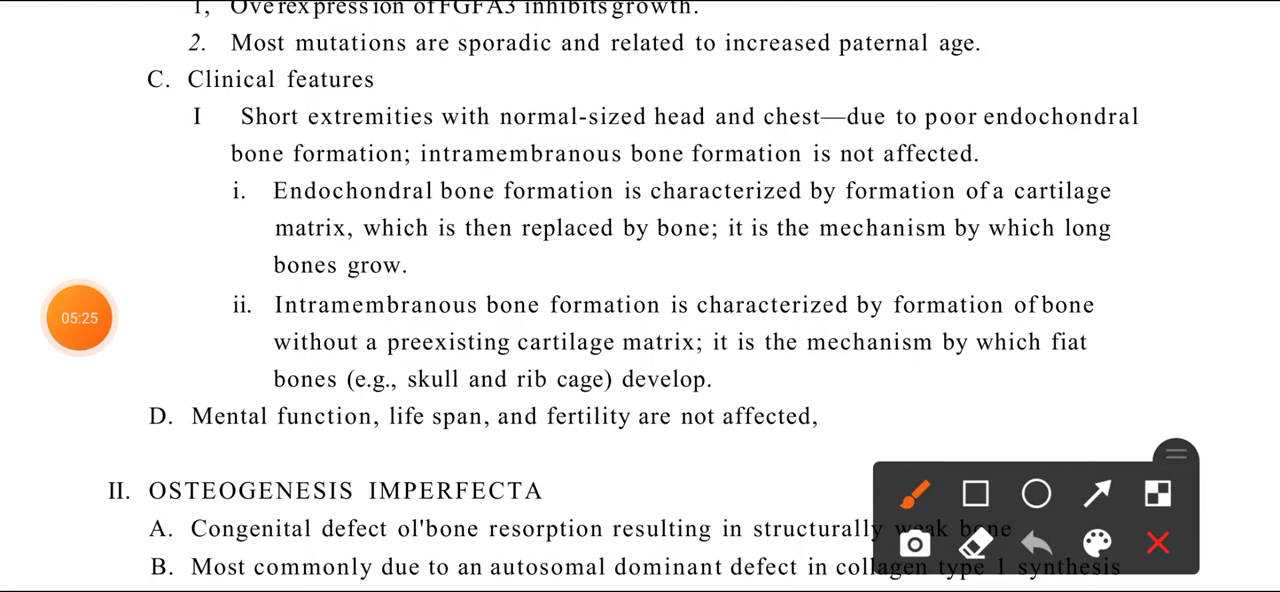 1, Overexpression of FGFA3 inhibits growth.
2. Most mutations are sporadic and related to increased paternal age.
C. Clinical features
I Short extremities with normal-sized head and chest—due to poor endochondral
bone formation; intramembranous bone formation is not affected.
i. Endochondral bone formation is characterized by formation of a cartilage
matrix, which is then replaced by bone; it is the mechanism by which long
bones grow.
05:25
ii. Intramembranous bone formation is characterized by formation of bone
without a preexisting cartilage matrix; it is the mechanism by which fiat
bones (e.g., skull and rib cage) develop.
D. Mental function, life span, and fertility are not affected,
II. OSTEOGENESIS IMPERFECTA
A. Congenital defect ol'bone resorption resulting in structurally weak bone
B. Most commonly due to an autosomal dominant defect in collagen type 1 synthesis